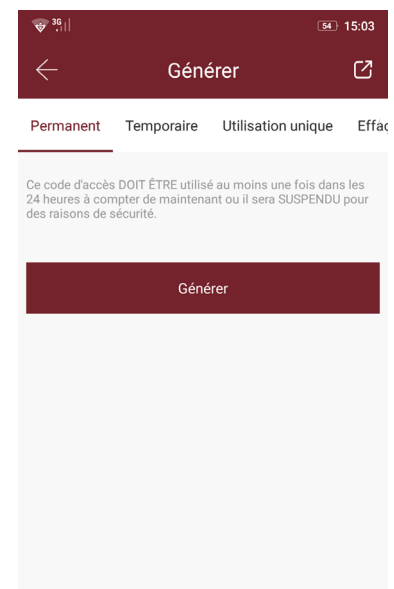 3G 54 15:03
Générer
Permanent Temporaire Utilisation unique Effac
Ce code d'accès DOIT ÊTRE utilisé au moins une fois dans les
24 heures à compter de maintenant ou il sera SUSPENDU pour
des raisons de sécurité.
Générer